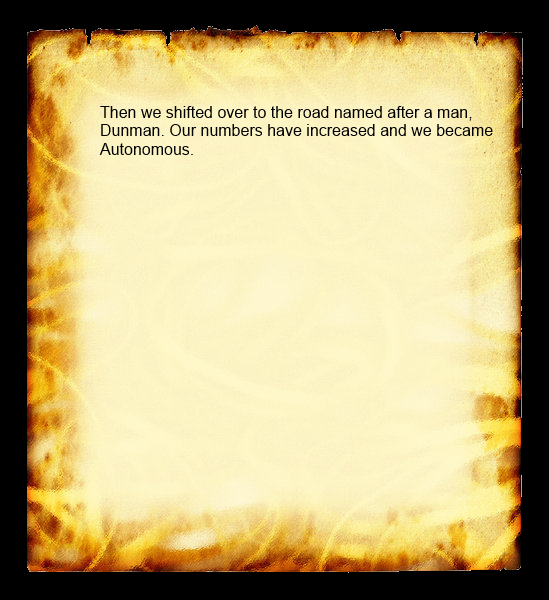 Then we shifted over to the road named after a man,
Dunman. Our numbers have increased and we became
Autonomous.